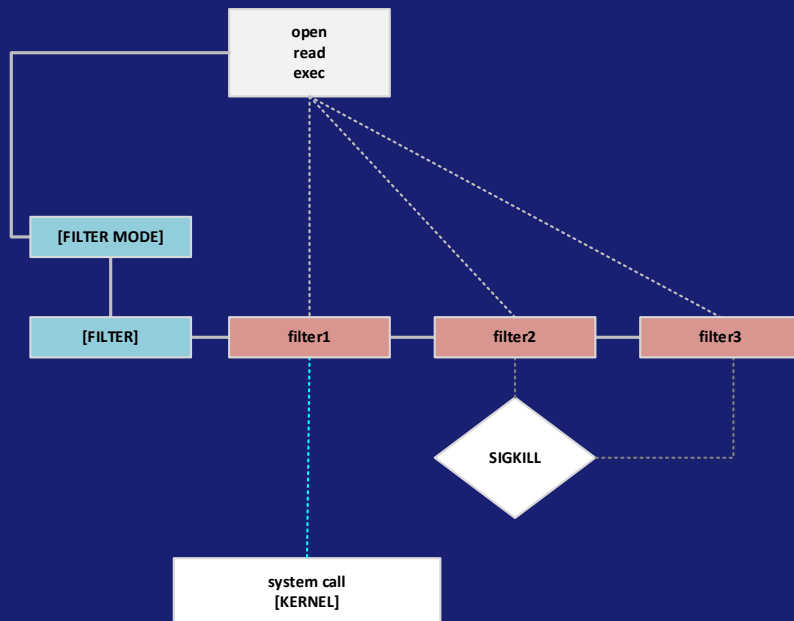 open
read
exec
[FILTER MODE]
[FILTER]
filter1
filter2
filter3
SIGKILL
system call
[KERNEL]